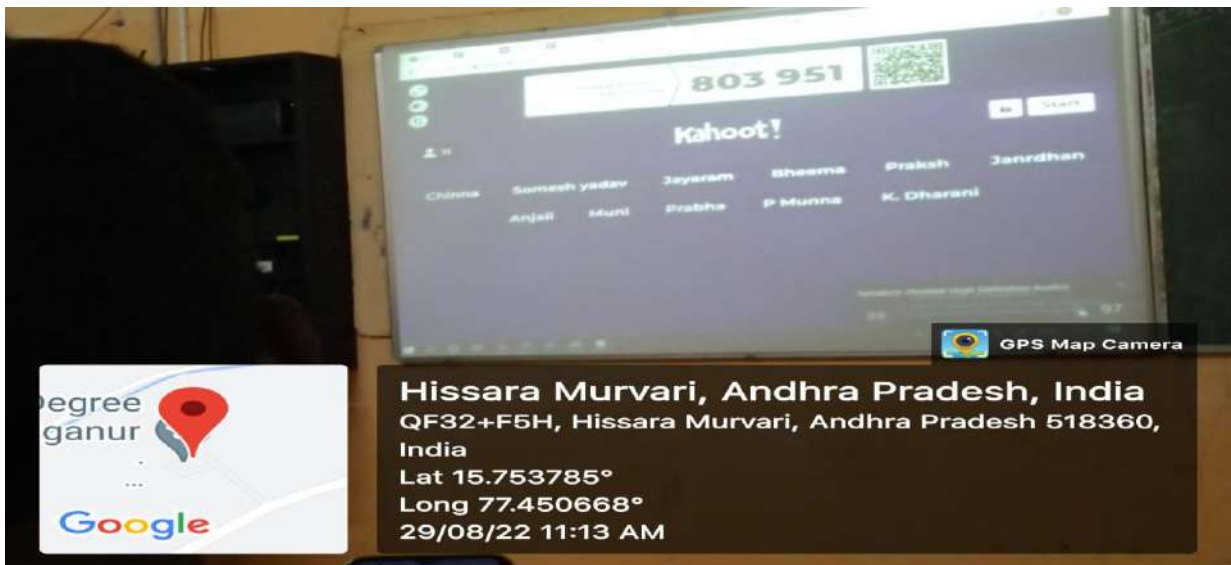 803 951
Kahoot!
Start
Chinna Somesh yadav Jayaram Bheema Praksh Janrdhan
Anjali Muni Prabha P Munna K. Dharani
97
GPS Map Camera
egree
ganur
Google
Hissara Murvari, Andhra Pradesh, India
QF32+F5H, Hissara Murvari, Andhra Pradesh 518360,
India
Lat 15.753785°
Long 77.450668°
29/08/22 11:13 AM